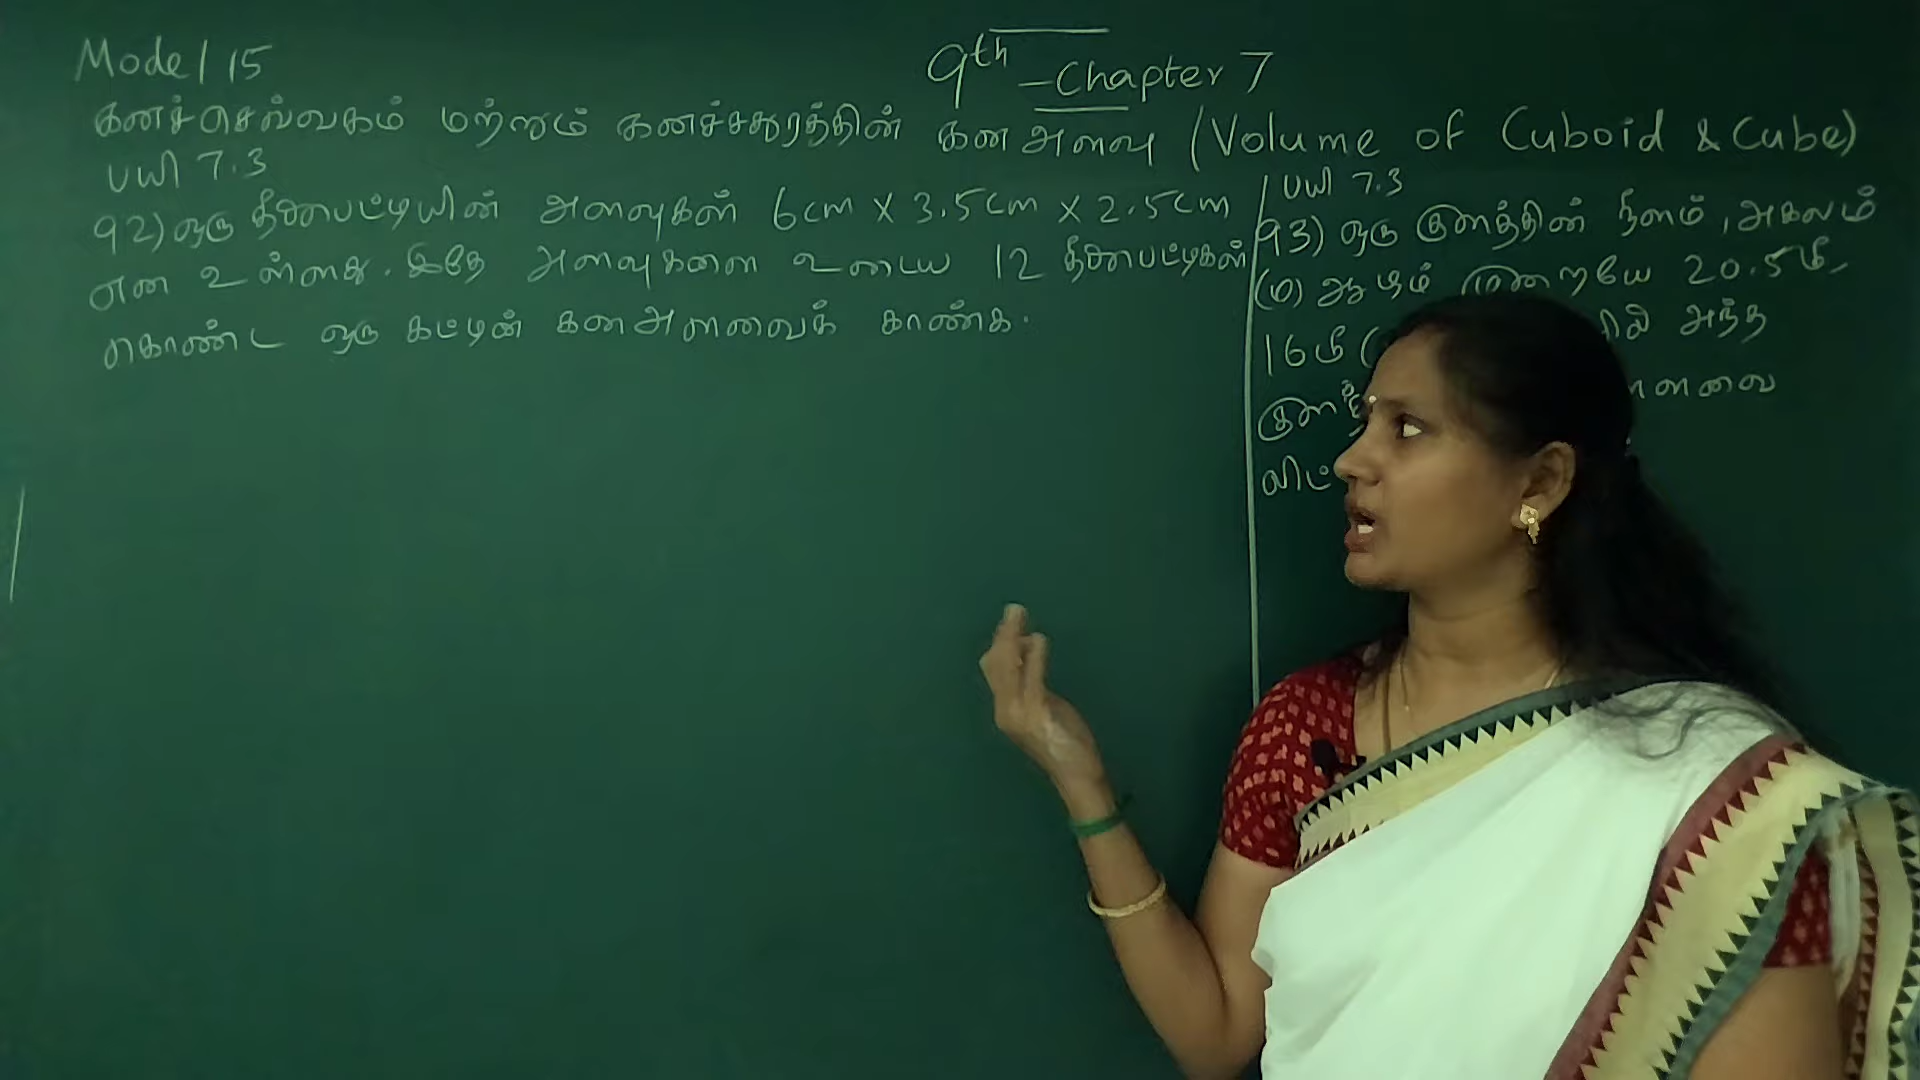 Model 15
9th - Chapter 7
கனச்செவ்வகம் மற்றும் கனச்சதுரத்தின் கனஅளவு (Volume of Cuboid & Cube)
பயி 7.3
92) ஒரு தீப்பெட்டியின் அளவுகள் 6cm x 3.5cm x 2.5cm
என உள்ளது. இதே அளவுகளை உடைய 12 தீப்பெட்டிகள்
கொண்ட ஒரு கட்டின் கனஅளவைக் காண்க.
பயி 7.3
93) ஒரு குளத்தின் நீளம், அகலம்
(ம) ஆழம் முறையே 20.5மீ,
16மீ ( அந்த